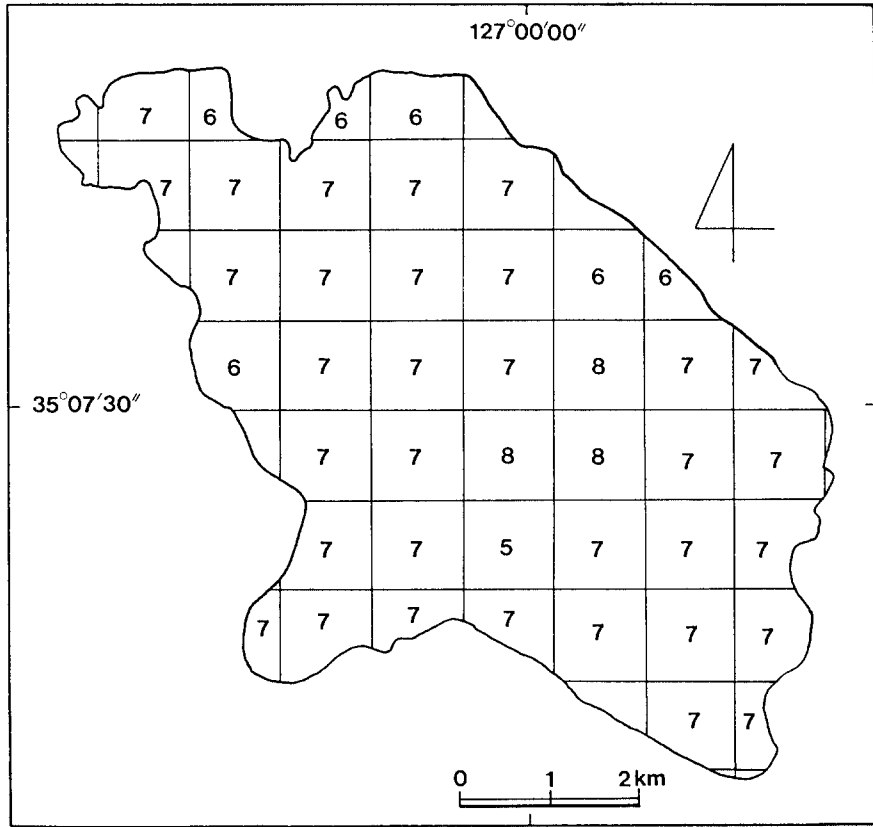 127°00′00″
7 6 6 6
7 7 7 7 7
7 7 7 7 6 6
6 7 7 7 8 7 7
35°07′30″
7 7 8 8 7 7
7 7 5 7 7 7
7 7 7 7 7 7 7
7 7
0 1 2 km